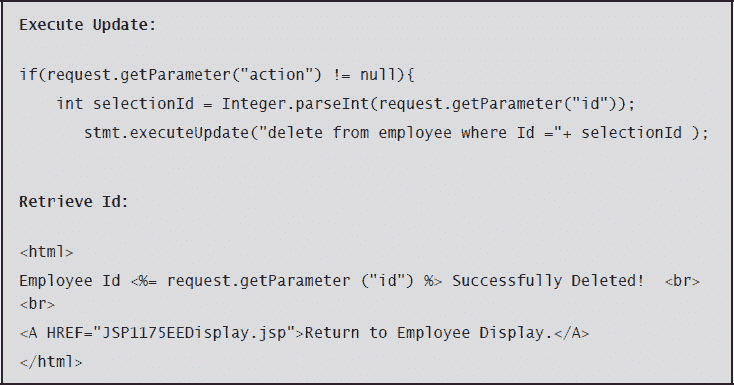 Execute Update:
if(request.getParameter("action") != null){
int selectionId = Integer.parseInt(request.getParameter("id"));
stmt.executeUpdate("delete from employee where Id ="+ selectionId );
Retrieve Id:
<html>
Employee Id <%= request.getParameter ("id") %> Successfully Deleted!  <br>
<br>
<A HREF="JSP1175EEDisplay.jsp">Return to Employee Display.</A>
</html>